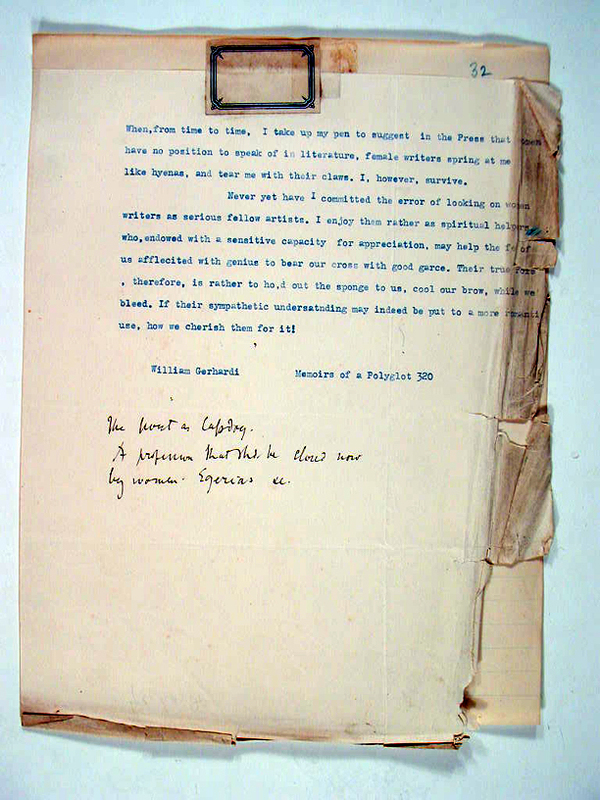 32
When,from time to time, I take up my pen to suggest in the Press that women
have no position to speak of in literature, female writers spring at me
like hyenas, and tear me with their claws. I, however, survive.
Never yet have I committed the error of looking on women
writers as serious fellow artists. I enjoy them rather as spiritual helpers
who,endowed with a sensitive capacity for appreciation, may help the few of
us afflecited with genius to bear our cross with good garce. Their true
, therefore, is rather to ho,d out the sponge to us, cool our brow, while we
bleed. If their sympathetic undersatnding may indeed be put to a more romanti
use, how we cherish them for it!
William Gerhardi Memoirs of a Polyglot 320
The as Lapdog.
A profession that shd. be closed now
by women. Egerias &c.